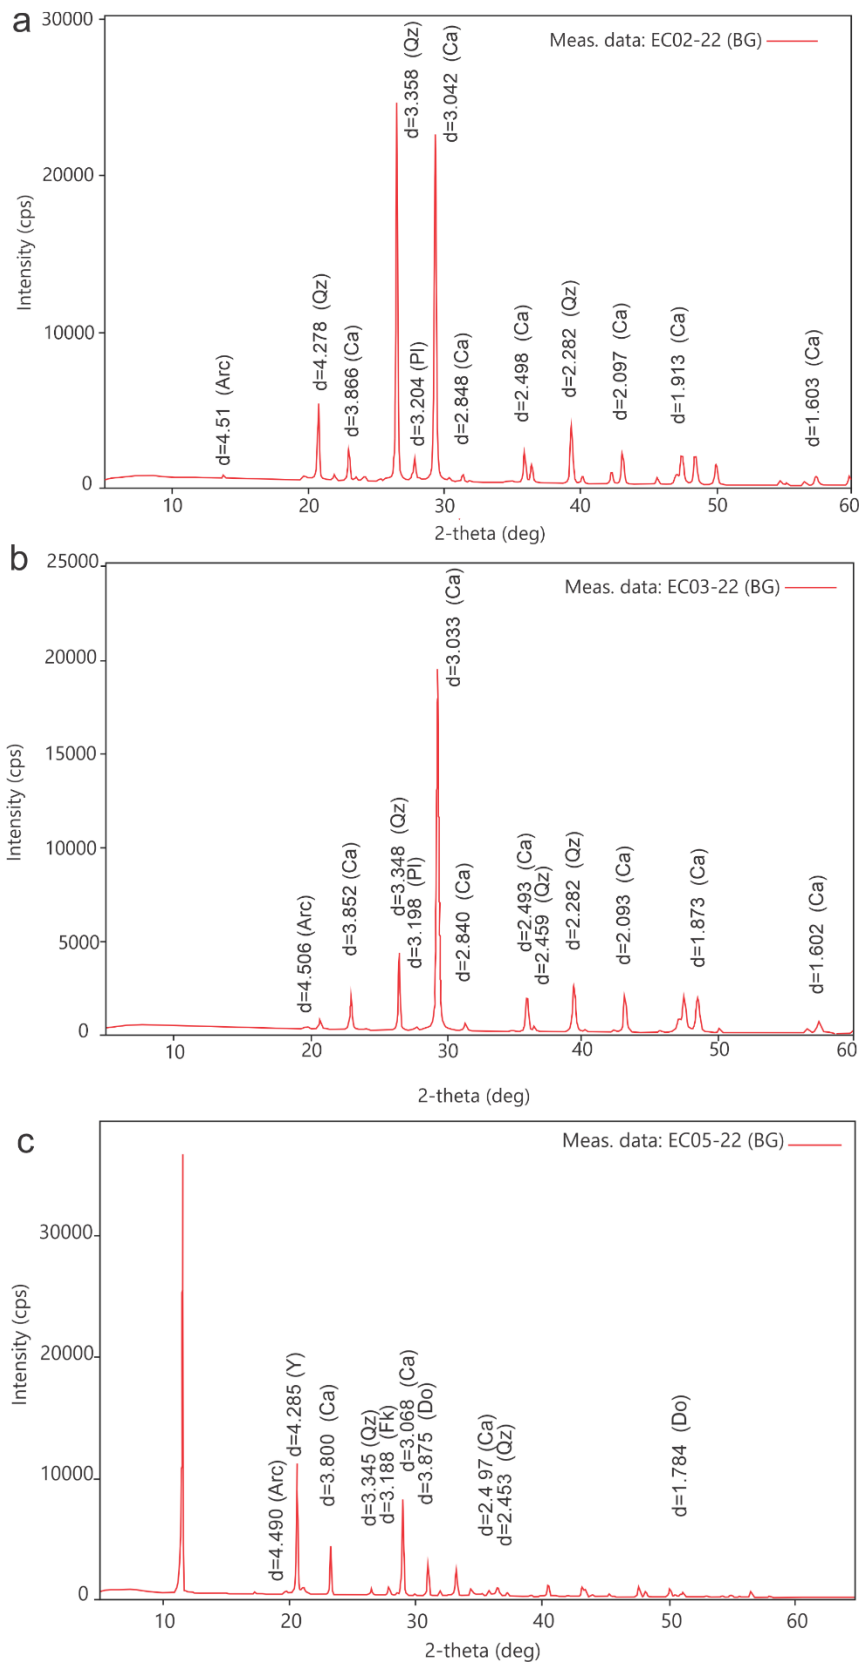 a
30000
20000
10000
0
Intensity (cps)
Meas. data: EC02-22 (BG)
d=4.51 (Arc)
d=4.278 (Qz)
d=3.866 (Ca)
d=3.358 (Qz)
d=3.204 (Pl)
d=3.042 (Ca)
d=2.848 (Ca)
d=2.498 (Ca)
d=2.282 (Qz)
d=2.097 (Ca)
d=1.913 (Ca)
d=1.603 (Ca)
10 20 30 40 50 60
2-theta (deg)
b
25000
20000
15000
10000
5000
0
Intensity (cps)
Meas. data: EC03-22 (BG)
d=4.506 (Arc)
d=3.852 (Ca)
d=3.348 (Qz)
d=3.198 (Pl)
d=3.033 (Ca)
d=2.840 (Ca)
d=2.493 (Ca)
d=2.459 (Qz)
d=2.282 (Qz)
d=2.093 (Ca)
d=1.873 (Ca)
d=1.602 (Ca)
10 20 30 40 50 60
2-theta (deg)
c
30000
20000
10000
0
Intensity (cps)
Meas. data: EC05-22 (BG)
d=4.490 (Arc)
d=4.285 (Y)
d=3.800 (Ca)
d=3.345 (Qz)
d=3.188 (Fk)
d=3.068 (Ca)
d=3.875 (Do)
d=2.4 97 (Ca)
d=2.453 (Qz)
d=1.784 (Do)
10 20 30 40 50 60
2-theta (deg)